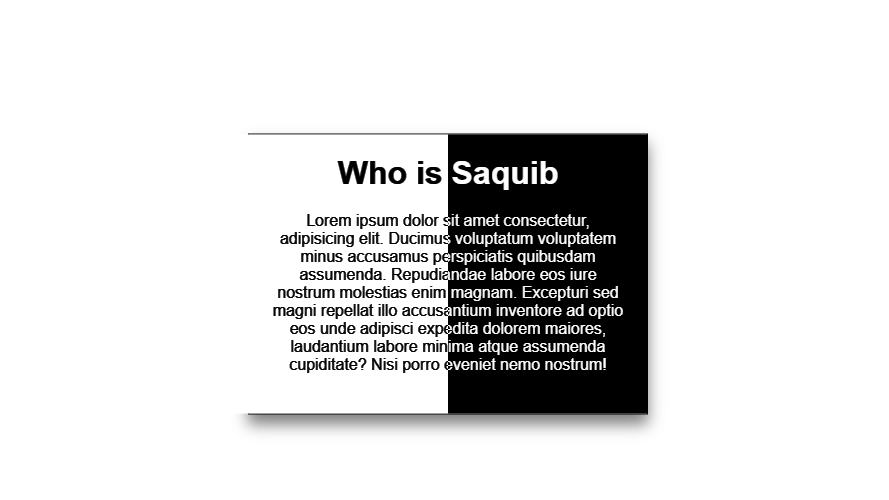 Who is Saquib
Lorem ipsum dolor sit amet consectetur,
adipisicing elit. Ducimus voluptatum voluptatem
minus accusamus perspiciatis quibusdam
assumenda. Repudiandae labore eos iure
nostrum molestias enim magnam. Excepturi sed
magni repellat illo accusantium inventore ad optio
eos unde adipisci expedita dolorem maiores,
laudantium labore minima atque assumenda
cupiditate? Nisi porro eveniet nemo nostrum!